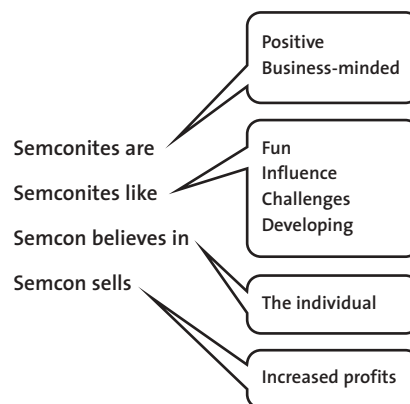 Positive
Business-minded
Semconites are
Fun
Semconites like
Influence
Challenges
Developing
Semcon believes in
Semcon sells
The individual
Increased profits